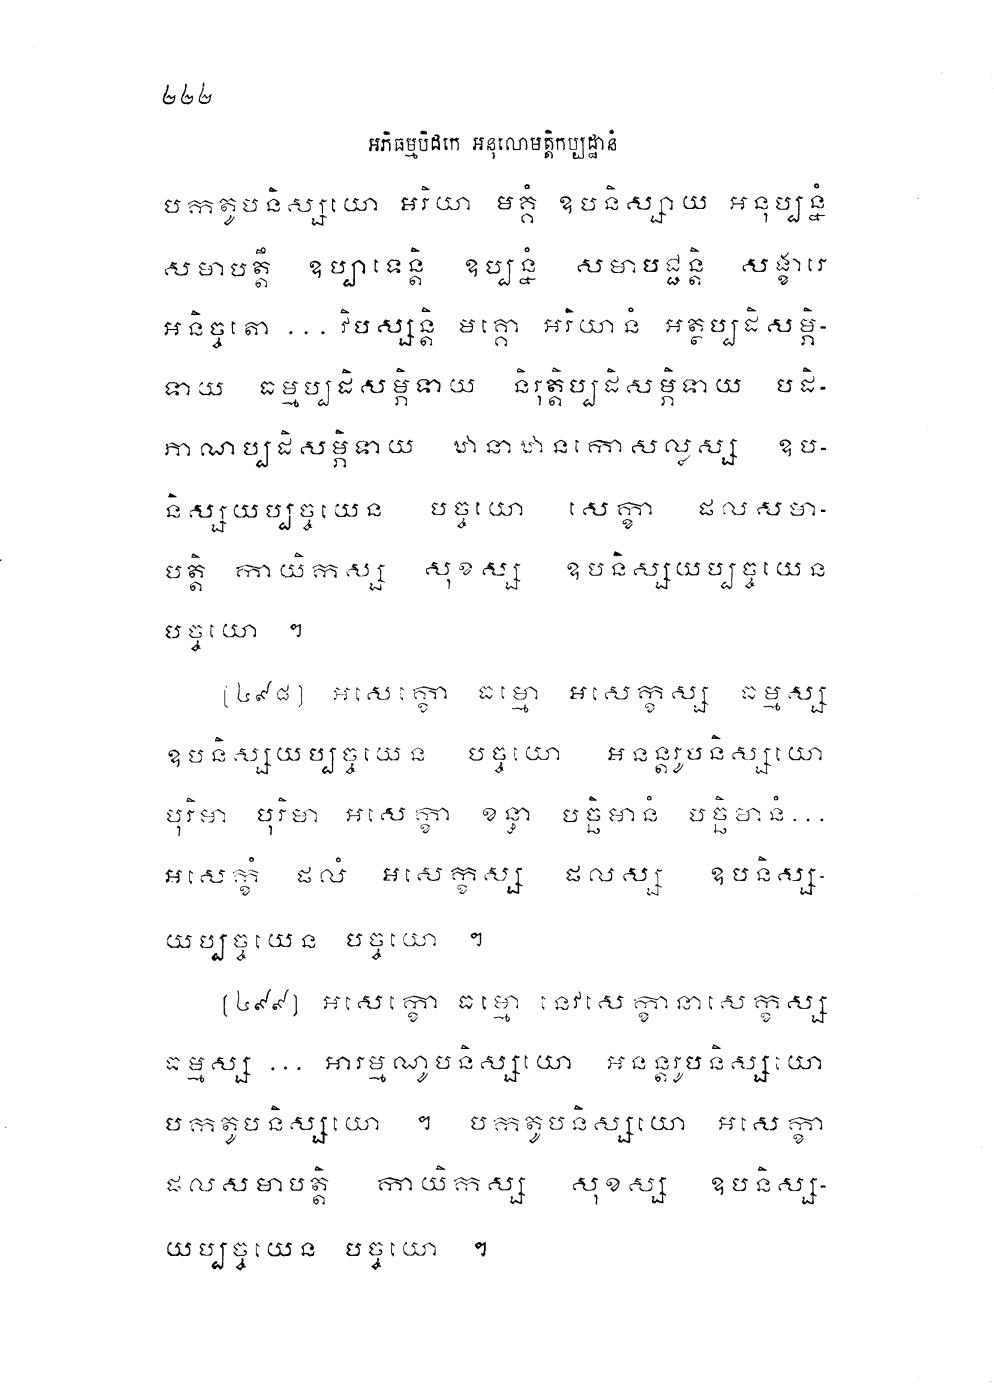 ២២២
អភិធម្មបិដកេ អនុលោមត្តិកប្បដ្ឋានំ
បកតូបនិស្សយោ អរិយា មគ្គំ ឧបនិស្សាយ អនុប្បន្នំ
សមាបត្តឹ ឧប្បាទេន្តិ ឧប្បន្នំ សមាបជ្ជន្តិ សង្ខារេ
អនិច្ចតោ ... វិបស្សន្តិ មគ្គោ អរិយានំ អត្ថប្បដិសម្ភិ-
ទាយ ធម្មប្បដិសម្ភិទាយ និរុត្តិប្បដិសម្ភិទាយ បដិ-
ភាណប្បដិសម្ភិទាយ ឋានាឋានកោសល្លស្ស ឧប-
និស្សយប្បច្ចយេន បច្ចយោ សេក្ខា ផលសមា-
បត្តិ កាយិកស្ស សុខស្ស ឧបនិស្សយប្បច្ចយេន
បច្ចយោ ។
[៤៩៨] អសេក្ខោ ធម្មោ អសេក្ខស្ស ធម្មស្ស
ឧបនិស្សយប្បច្ចយេន បច្ចយោ អនន្តរូបនិស្សយោ
បុរិមា បុរិមា អសេក្ខា ខន្ធា បច្ឆិមានំ បច្ឆិមានំ...
អសេក្ខំ ផលំ អសេក្ខស្ស ផលស្ស ឧបនិស្ស-
យប្បច្ចយេន បច្ចយោ ។
[៤៩៩] អសេក្ខោ ធម្មោ នេវសេក្ខានាសេក្ខស្ស
ធម្មស្ស ... អារម្មណូបនិស្សយោ អនន្តរូបនិស្សយោ
បកតូបនិស្សយោ ។ បកតូបនិស្សយោ អសេក្ខា
ផលសមាបត្តិ កាយិកស្ស សុខស្ស ឧបនិស្ស-
យប្បច្ចយេន បច្ចយោ ។